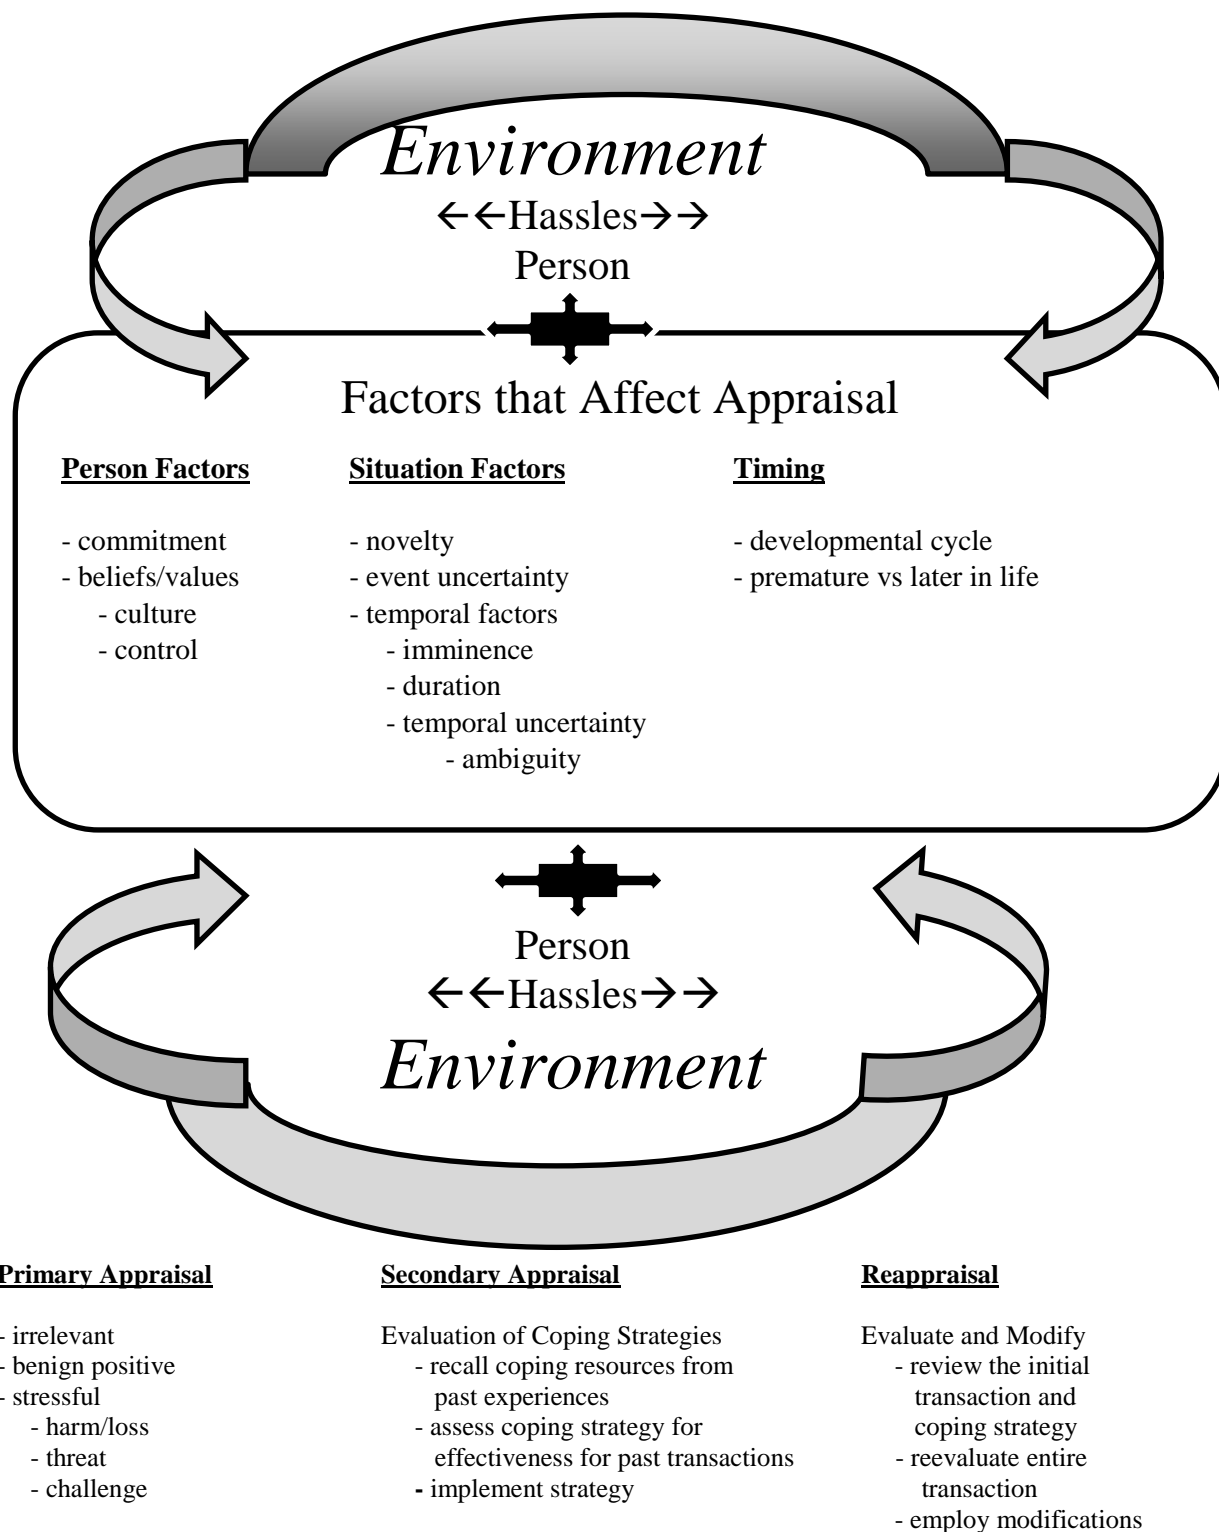 Environment
←←Hassles→→
Person
Factors that Affect Appraisal
Person Factors
- commitment
- beliefs/values
- culture
- control
Situation Factors
- novelty
- event uncertainty
- temporal factors
- imminence
- duration
- temporal uncertainty
- ambiguity
Timing
- developmental cycle
- premature vs later in life
Person
←←Hassles→→
Environment
Primary Appraisal
- irrelevant
- benign positive
- stressful
- harm/loss
- threat
- challenge
Secondary Appraisal
Evaluation of Coping Strategies
- recall coping resources from
past experiences
- assess coping strategy for
effectiveness for past transactions
- implement strategy
Reappraisal
Evaluate and Modify
- review the initial
transaction and
coping strategy
- reevaluate entire
transaction
- employ modifications